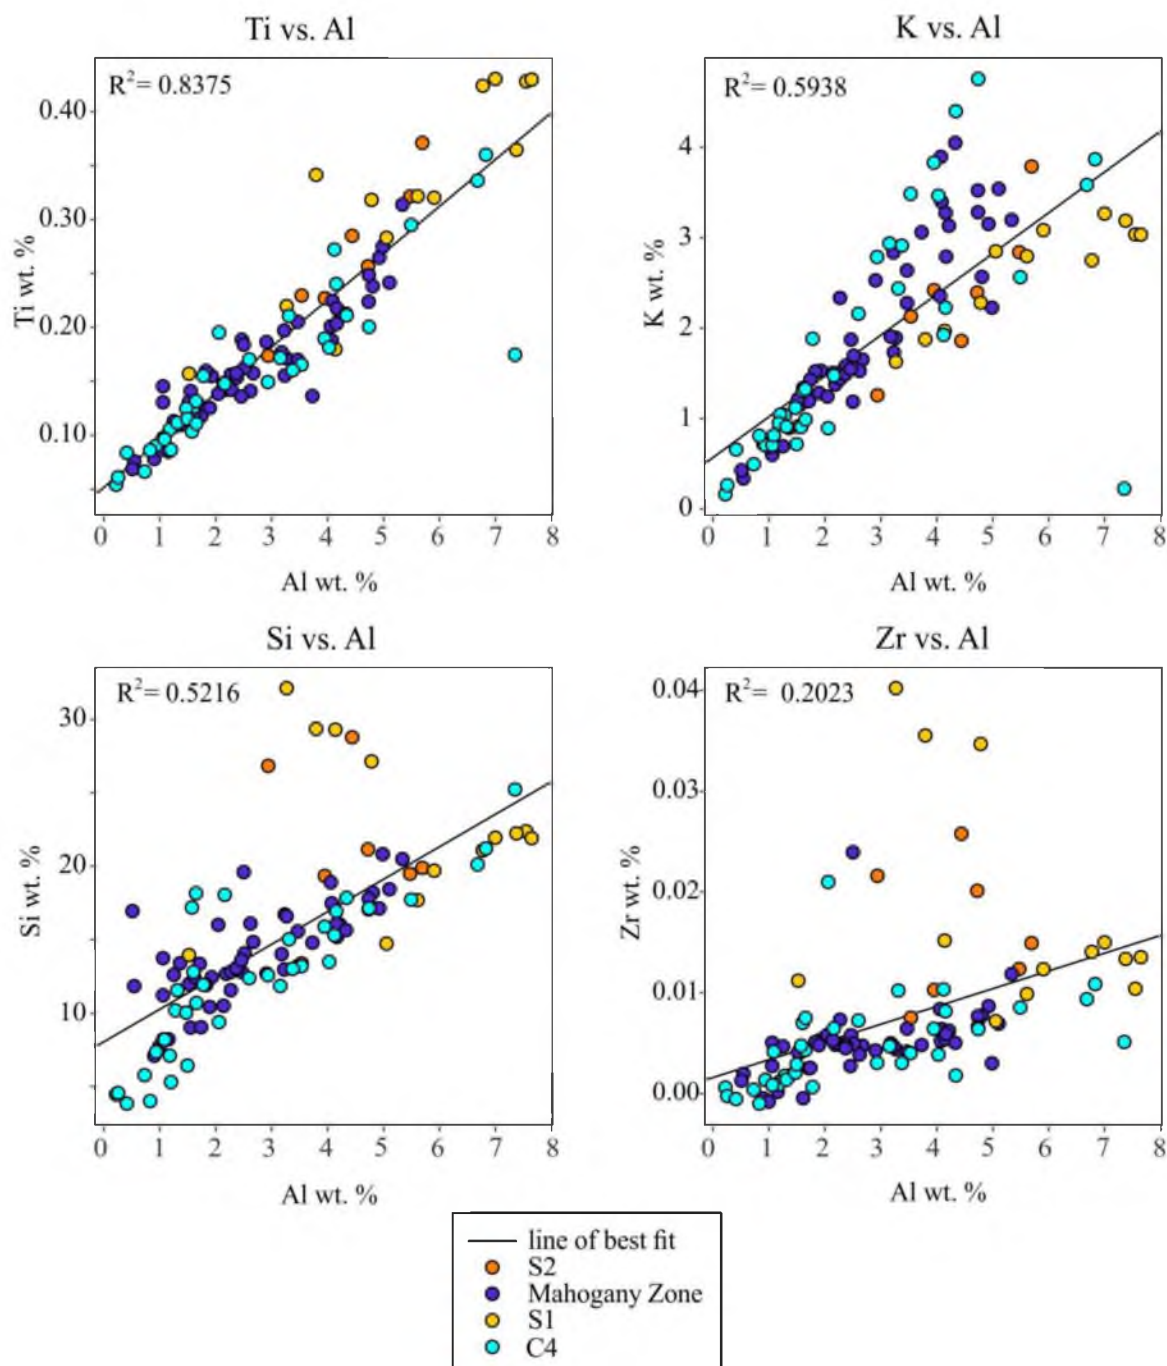 Ti vs. Al
R²= 0.8375
0.40
0.30
0.20
0.10
Ti wt. %
0 1 2 3 4 5 6 7 8
Al wt. %
K vs. Al
R²= 0.5938
4
3
2
1
0
K wt. %
0 1 2 3 4 5 6 7 8
Al wt. %
Si vs. Al
R²= 0.5216
30
20
10
Si wt. %
0 1 2 3 4 5 6 7 8
Al wt. %
Zr vs. Al
R²= 0.2023
0.04
0.03
0.02
0.01
0.00
Zr wt. %
0 1 2 3 4 5 6 7 8
Al wt. %
line of best fit
S2
Mahogany Zone
S1
C4